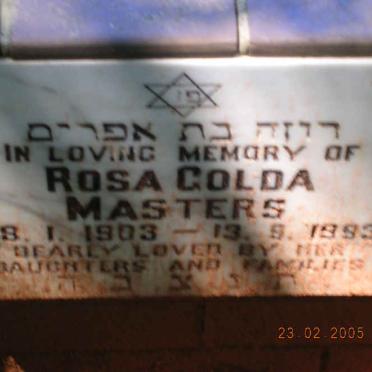 פ נ
רוזה בת אפרים
IN LOVING MEMORY OF
ROSA GOLDA
MASTERS
8. 1. 1903 — 13. 9. 1993
DEARLY LOVED BY HER
DAUGHTERS AND FAMILIES
ת נ צ ב ה
23.02.2005